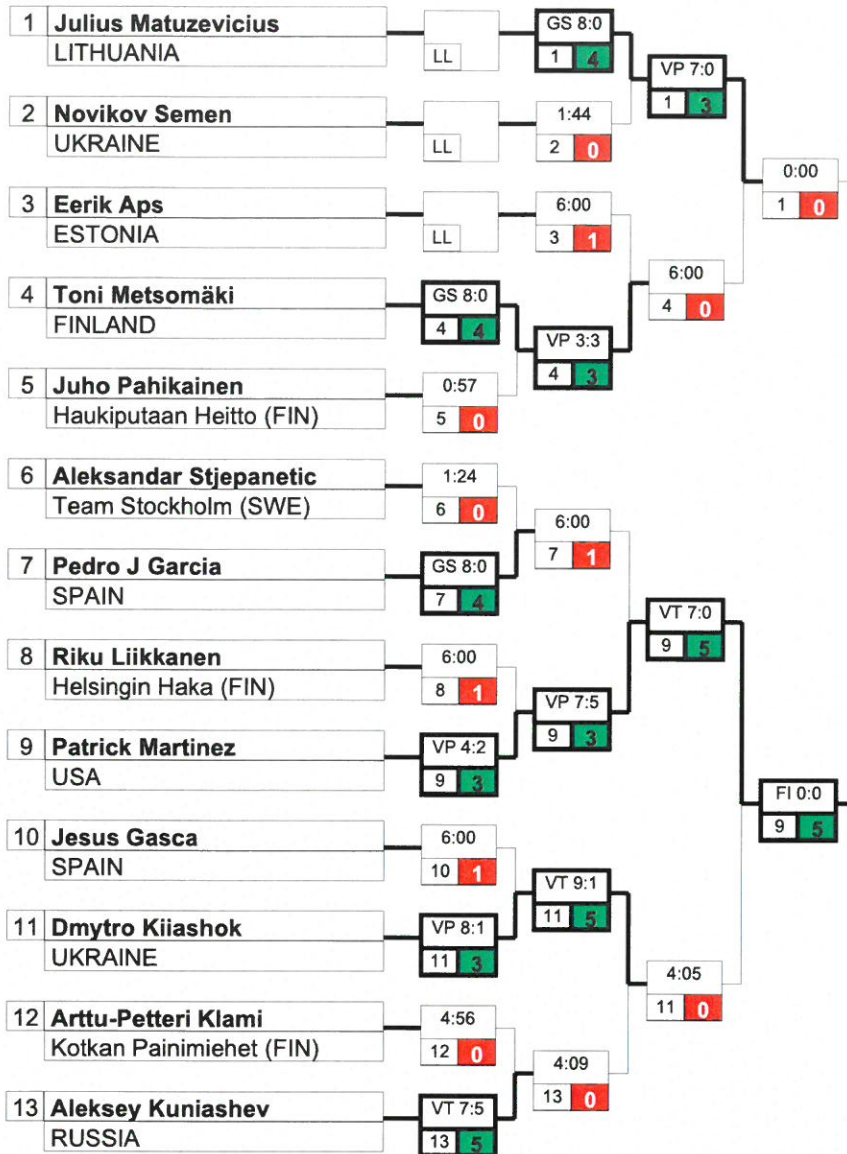 1 Julius Matuzevicius
LITHUANIA
LL
GS 8:0
1 4
VP 7:0
1 3
2 Novikov Semen
UKRAINE
LL
1:44
2 0
0:00
1 0
3 Eerik Aps
ESTONIA
LL
6:00
3 1
6:00
4 0
4 Toni Metsomäki
FINLAND
GS 8:0
4 4
VP 3:3
4 3
5 Juho Pahikainen
Haukiputaan Heitto (FIN)
0:57
5 0
6 Aleksandar Stjepanetic
Team Stockholm (SWE)
1:24
6 0
6:00
7 1
7 Pedro J Garcia
SPAIN
GS 8:0
7 4
VT 7:0
9 5
8 Riku Liikkanen
Helsingin Haka (FIN)
6:00
8 1
VP 7:5
9 3
9 Patrick Martinez
USA
VP 4:2
9 3
FI 0:0
9 5
10 Jesus Gasca
SPAIN
6:00
10 1
VT 9:1
11 5
11 Dmytro Kiiashok
UKRAINE
VP 8:1
11 3
4:05
11 0
12 Arttu-Petteri Klami
Kotkan Painimiehet (FIN)
4:56
12 0
4:09
13 0
13 Aleksey Kuniashev
RUSSIA
VT 7:5
13 5